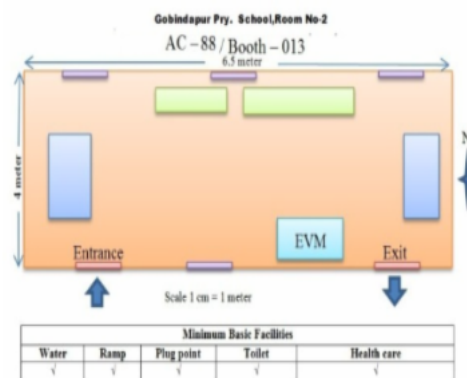 Gobindapur Pry. School,Room No-2
AC – 88 / Booth – 013
6.5 meter
4 meter
N
EVM
Entrance
Exit
Scale 1 cm = 1 meter
Minimum Basic Facilities
Water Ramp Plug point Toilet Health care
√ √ √ √ √